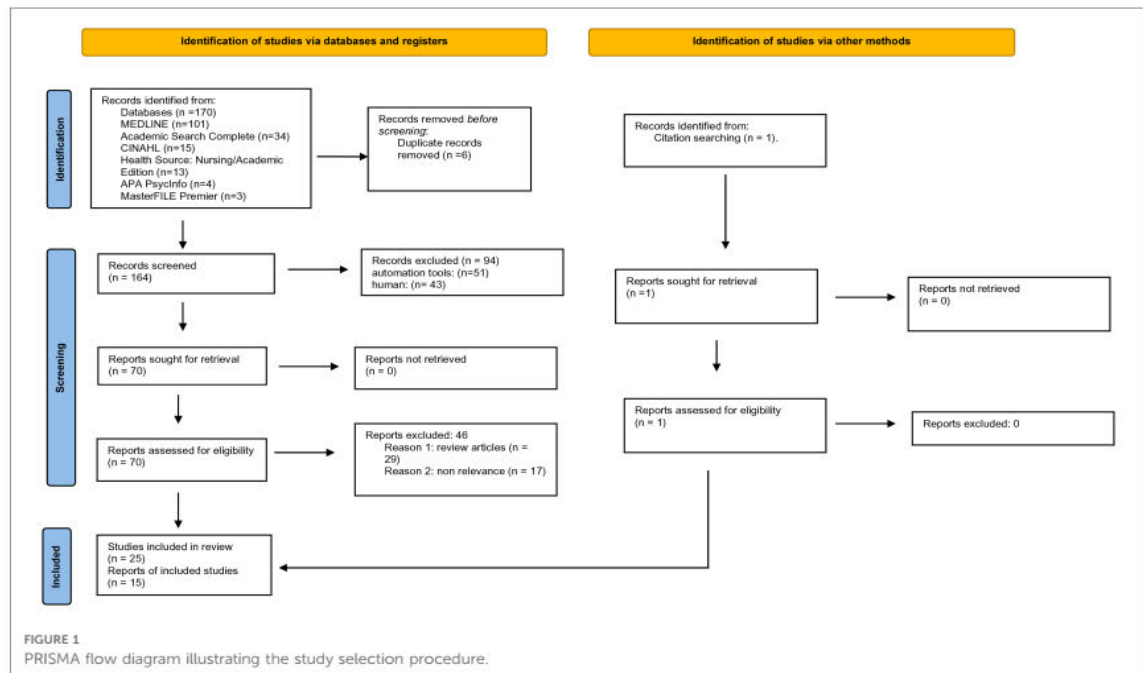 Identification of studies via databases and registers
Identification of studies via other methods
Identification
Records identified from:
Databases (n =170)
MEDLINE (n=101)
Academic Search Complete (n=34)
CINAHL (n=15)
Health Source: Nursing/Academic
Edition (n=13)
APA PsycInfo (n=4)
MasterFILE Premier (n=3)
Records removed before
screening:
Duplicate records
removed (n =6)
Records identified from:
Citation searching (n = 1).
Screening
Records screened
(n = 164)
Records excluded (n = 94)
automation tools: (n=51)
human: (n= 43)
Reports sought for retrieval
(n =1)
Reports not retrieved
(n = 0)
Reports sought for retrieval
(n = 70)
Reports not retrieved
(n = 0)
Reports assessed for eligibility
(n = 1)
Reports excluded: 0
Reports assessed for eligibility
(n = 70)
Reports excluded: 46
Reason 1: review articles (n =
29)
Reason 2: non relevance (n = 17)
Included
Studies included in review
(n = 25)
Reports of included studies
(n = 15)
FIGURE 1
PRISMA flow diagram illustrating the study selection procedure.